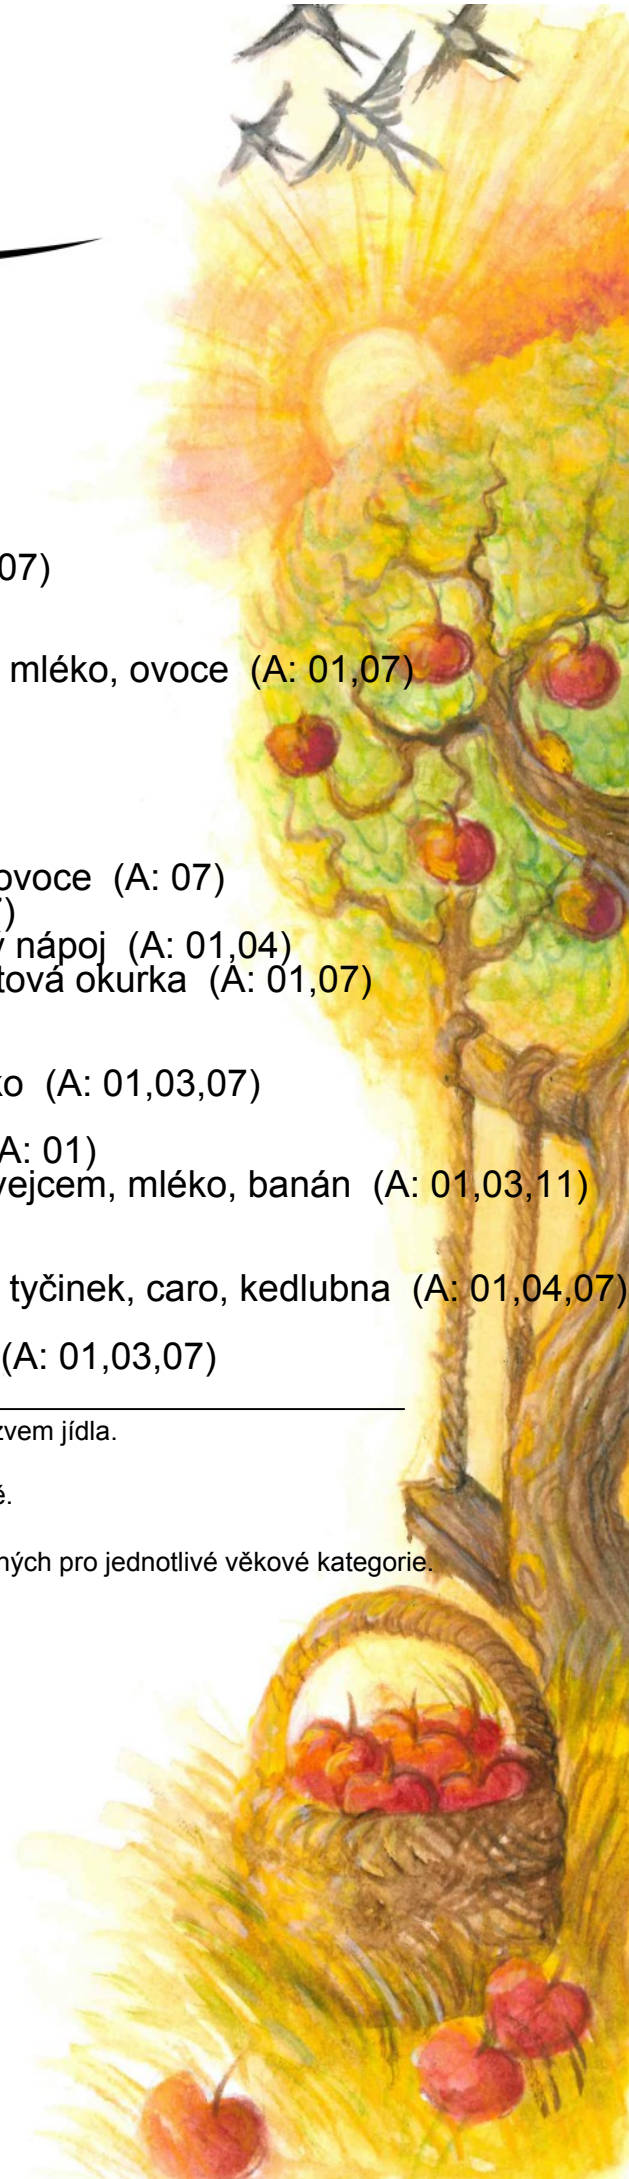 07)
mléko, ovoce (A: 01,07)
ovoce (A: 07)
)
nápoj (A: 01,04)
tová okurka (A: 01,07)
ko (A: 01,03,07)
A: 01)
vejcem, mléko, banán (A: 01,03,11)
tyčinek, caro, kedlubna (A: 01,04,07)
(A: 01,03,07)
zvem jídla.
é.
ných pro jednotlivé věkové kategorie.